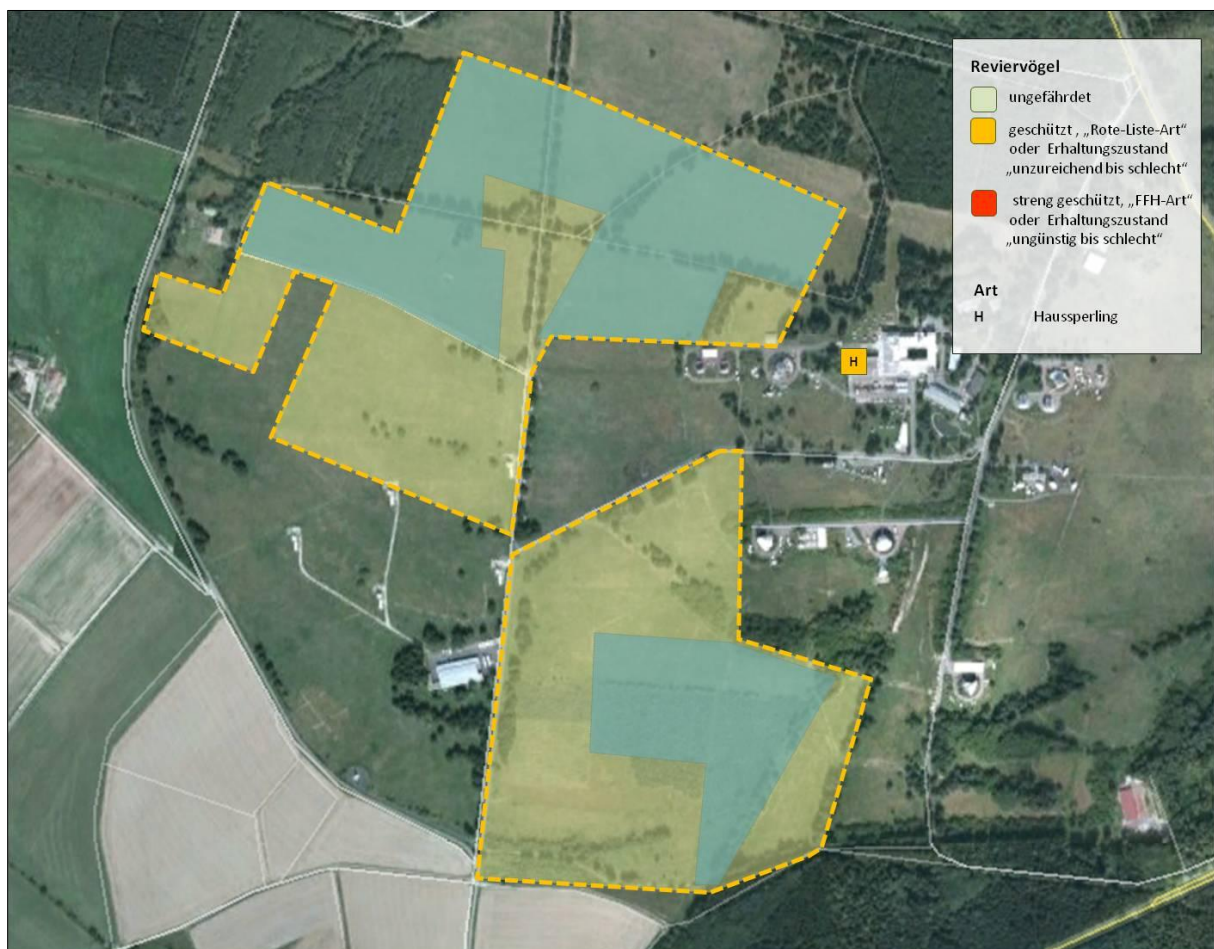 Reviervögel
ungefährdet
geschützt , „Rote-Liste-Art“
oder Erhaltungszustand
„unzureichend bis schlecht“
streng geschützt, „FFH-Art“
oder Erhaltungszustand
„ungünstig bis schlecht“
Art
H Haussperling
H